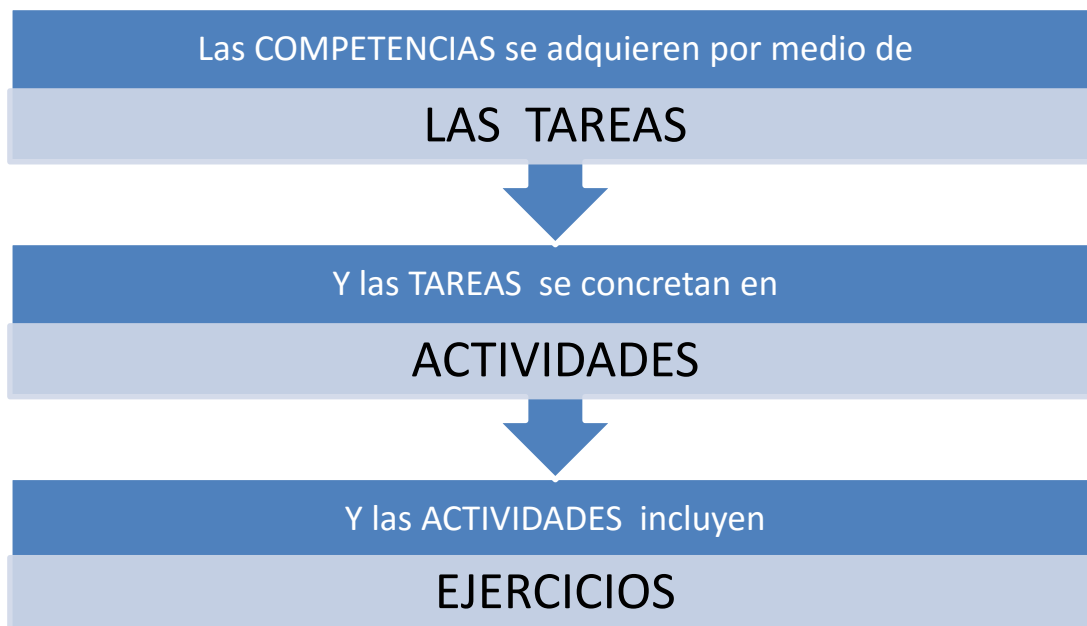 Las COMPETENCIAS se adquieren por medio de
LAS TAREAS
Y las TAREAS se concretan en
ACTIVIDADES
Y las ACTIVIDADES incluyen
EJERCICIOS